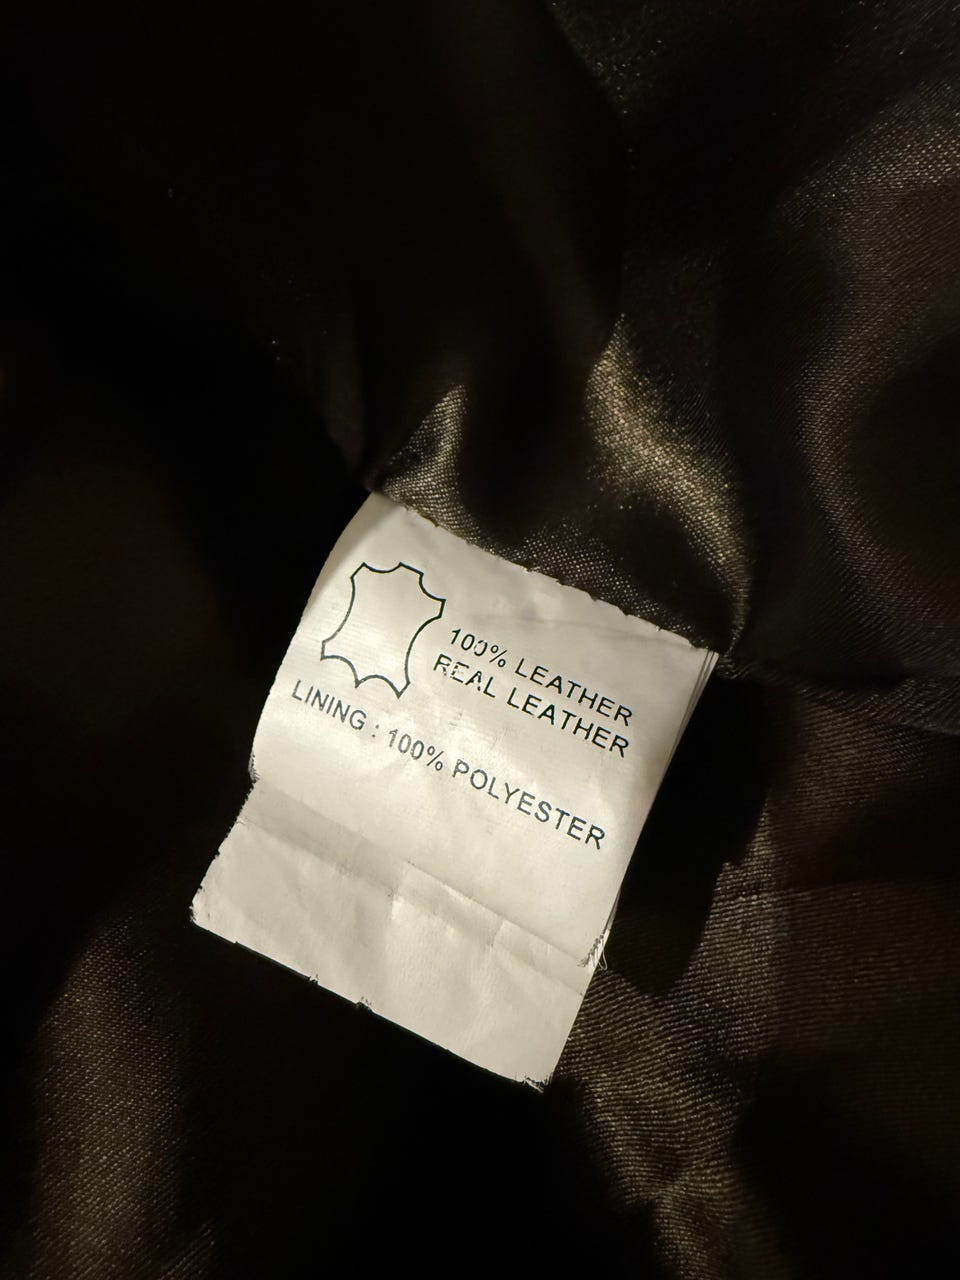 100% LEATHER
REAL LEATHER
LINING : 100% POLYESTER